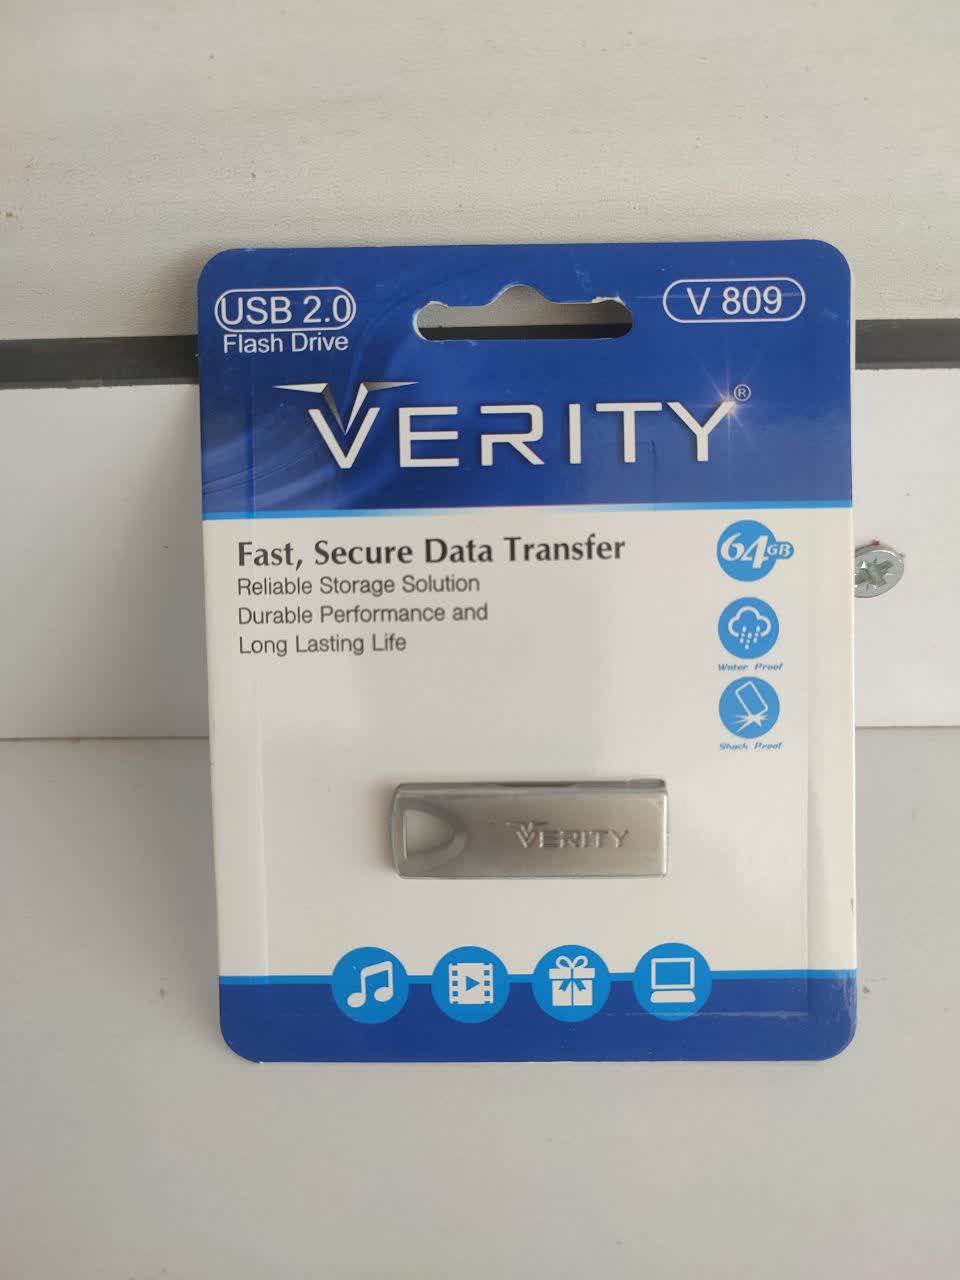 USB 2.0
Flash Drive
V 809
VERITY®
Fast, Secure Data Transfer
Reliable Storage Solution
Durable Performance and
Long Lasting Life
64GB
Water Proof
Shock Proof
VERITY